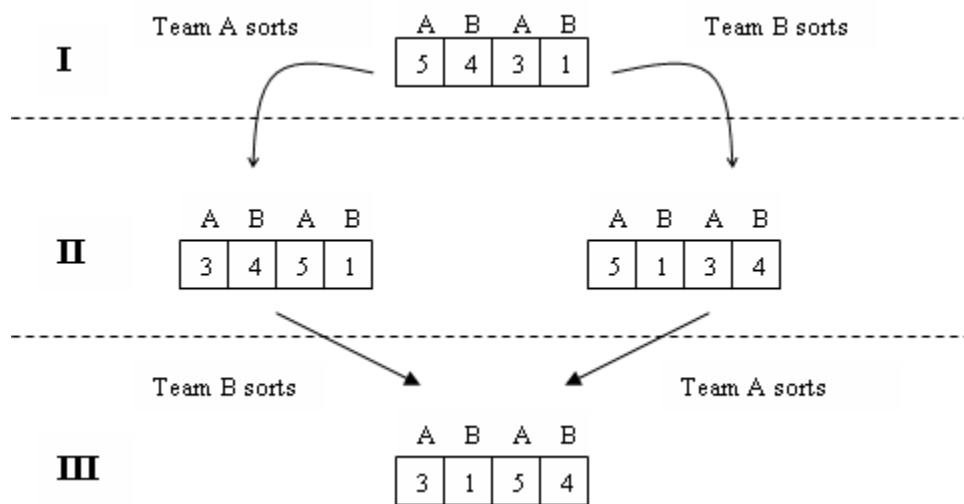 Team A sorts A B A B Team B sorts
I 5 4 3 1
A B A B A B A B
II 3 4 5 1 5 1 3 4
Team B sorts Team A sorts
A B A B
III 3 1 5 4